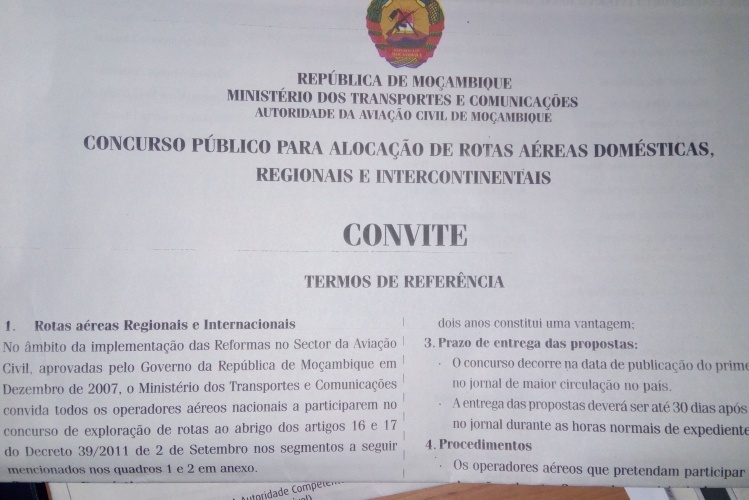 REPÚBLICA DE MOÇAMBIQUE
MINISTÉRIO DOS TRANSPORTES E COMUNICAÇÕES
AUTORIDADE DA AVIAÇÃO CIVIL DE MOÇAMBIQUE
CONCURSO PÚBLICO PARA ALOCAÇÃO DE ROTAS AÉREAS DOMÉSTICAS,
REGIONAIS E INTERCONTINENTAIS
CONVITE
TERMOS DE REFERÊNCIA
1. Rotas aéreas Regionais e Internacionais
No âmbito da implementação das Reformas no Sector da Aviação
Civil, aprovadas pelo Governo da República de Moçambique em
Dezembro de 2007, o Ministério dos Transportes e Comunicações
convida todos os operadores aéreos nacionais a participarem no
concurso de exploração de rotas ao abrigo dos artigos 16 e 17
do Decreto 39/2011 de 2 de Setembro nos segmentos a seguir
mencionados nos quadros 1 e 2 em anexo.
dois anos constitui uma vantagem;
3. Prazo de entrega das propostas:
· O concurso decorre na data de publicação do prime
no jornal de maior circulação no país.
· A entrega das propostas deverá ser até 30 dias após
no jornal durante as horas normais de expediente
4. Procedimentos
· Os operadores aéreos que pretendam participar
Autoridade